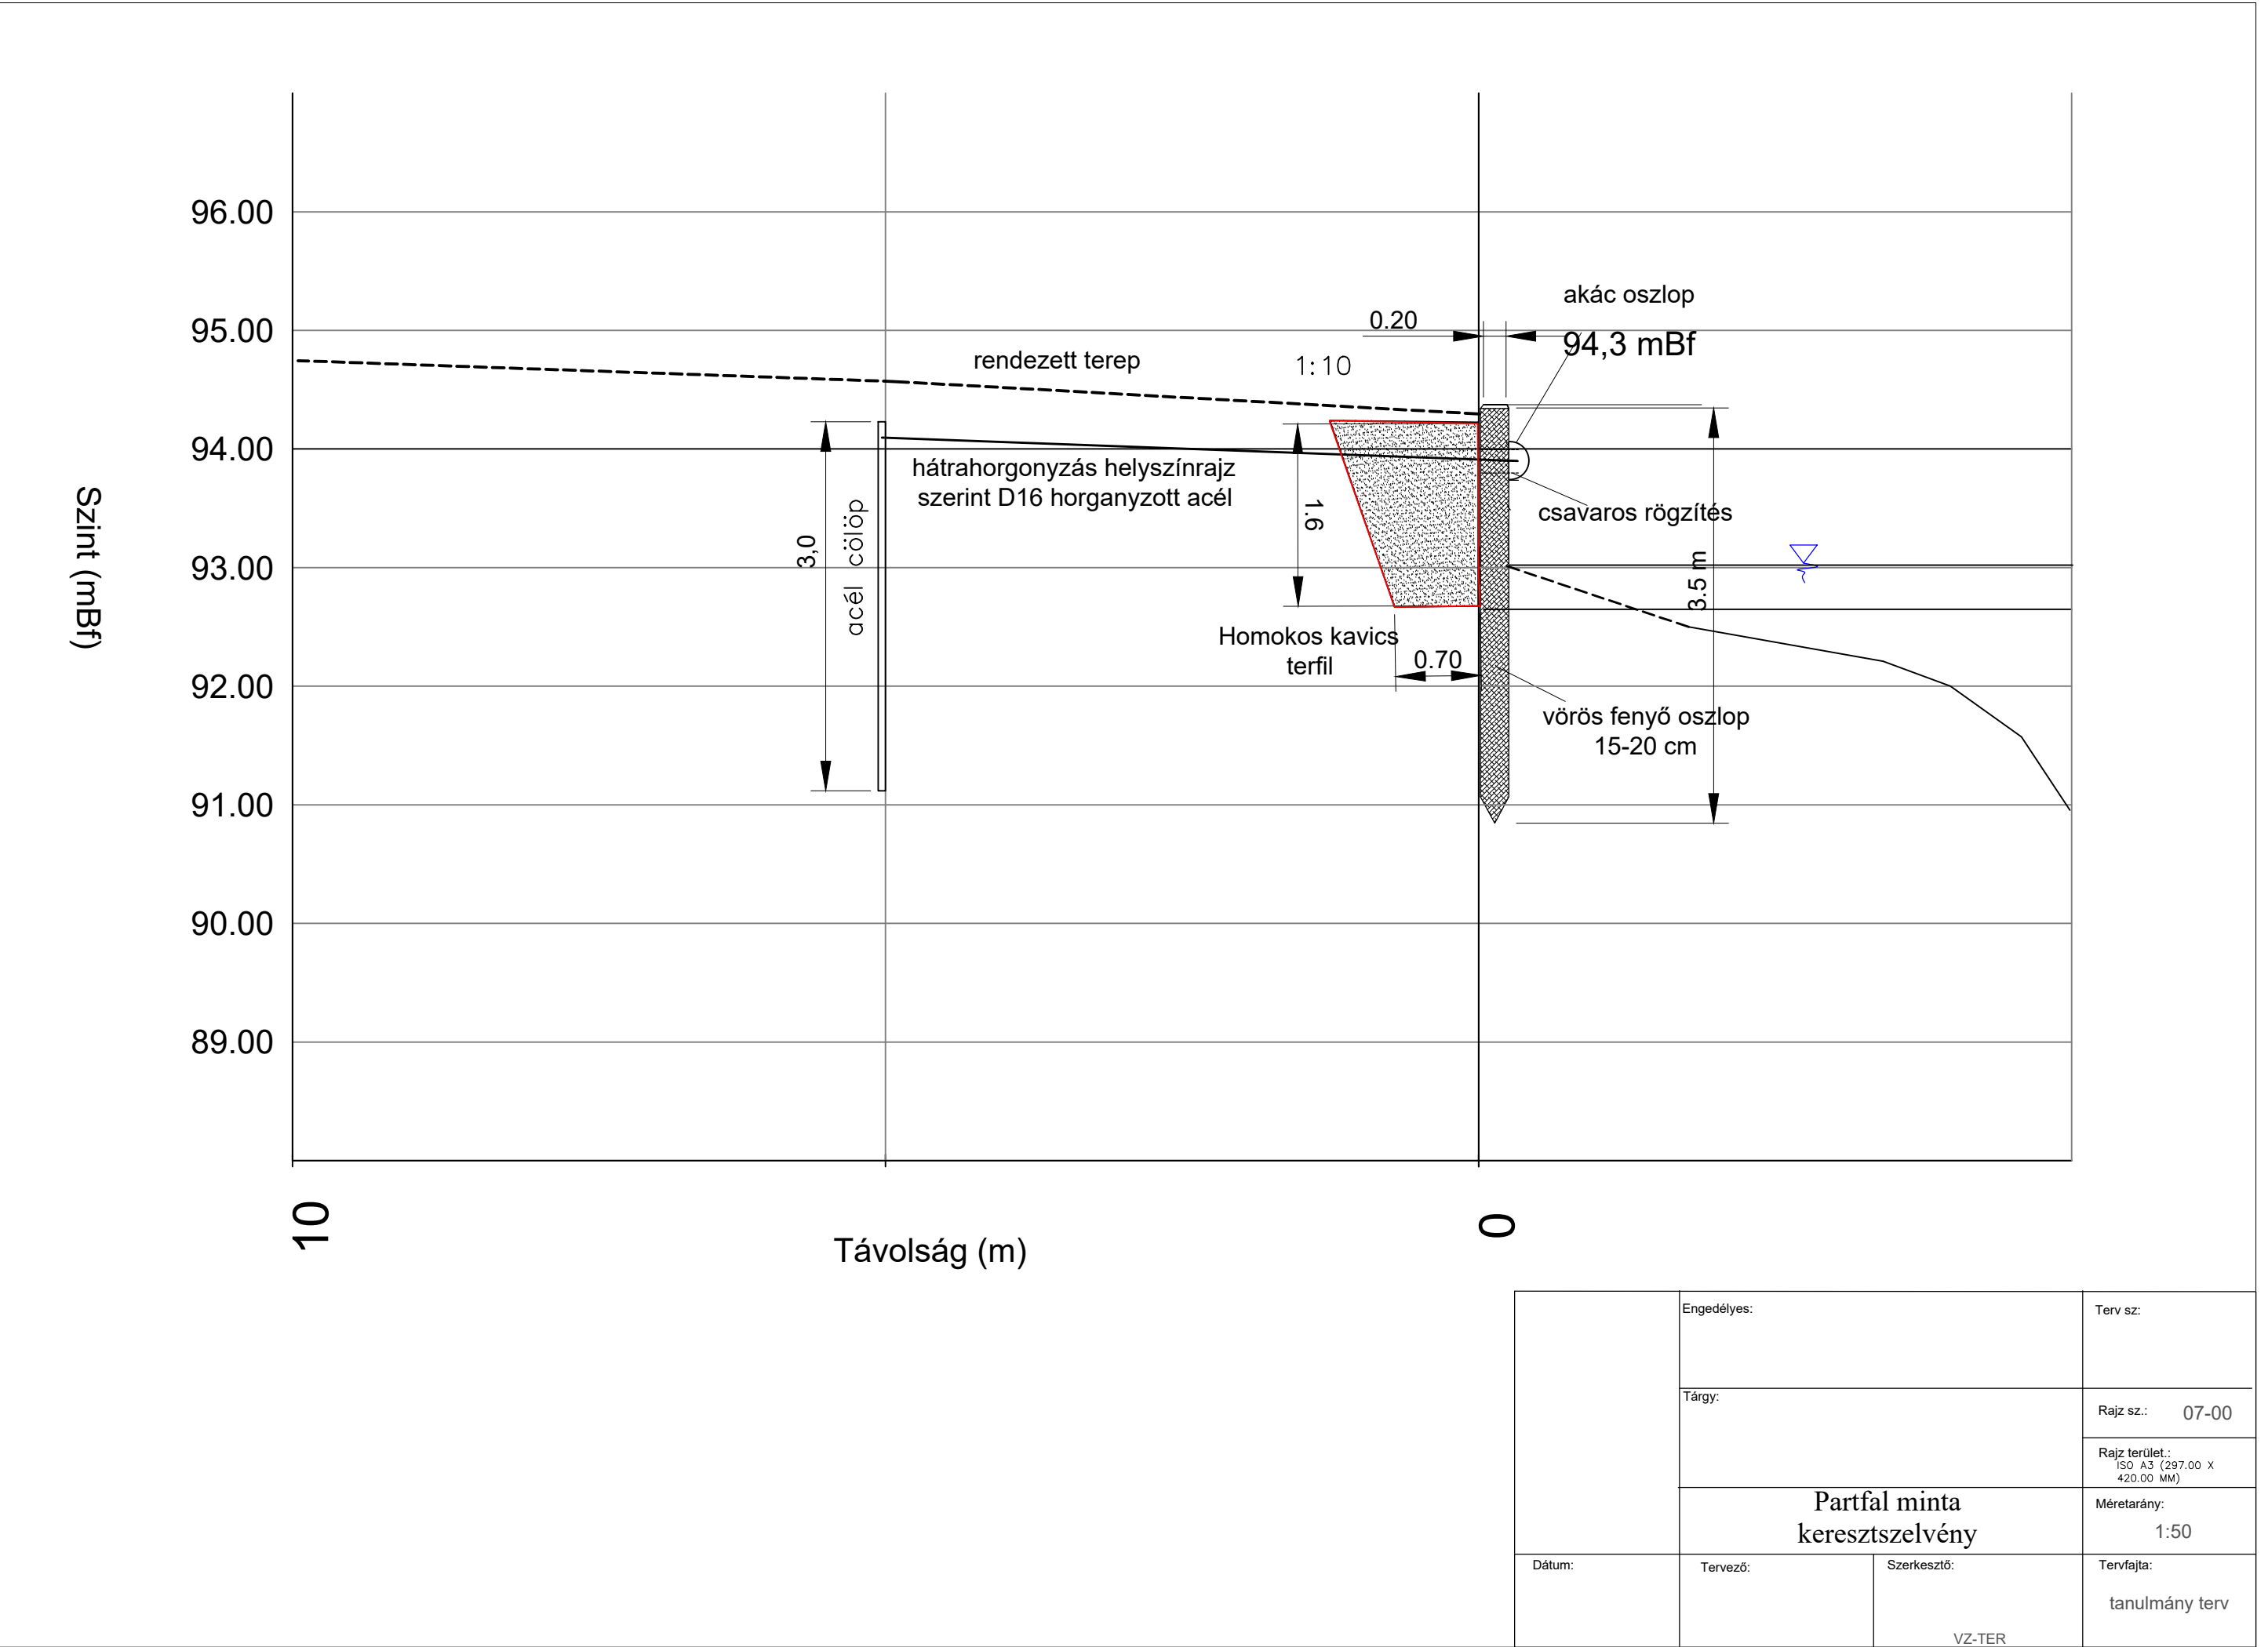 96.00
95.00
94.00
93.00
92.00
91.00
90.00
89.00
Szint (mBf)
10
0
Távolság (m)
akác oszlop
94,3 mBf
0.20
rendezett terep
1:10
hátrahorgonyzás helyszínrajz
szerint D16 horganyzott acél
acél cölöp
3,0
1.6
csavaros rögzítés
3.5 m
Homokos kavics
terfil
0.70
vörös fenyő oszlop
15-20 cm
Engedélyes:
Terv sz:
Tárgy:
Rajz sz.: 07-00
Rajz terület.:
ISO A3 (297.00 X
420.00 MM)
Partfal minta
keresztszelvény
Méretarány:
1:50
Dátum:
Tervező:
Szerkesztő:
VZ-TER
Tervfajta:
tanulmány terv